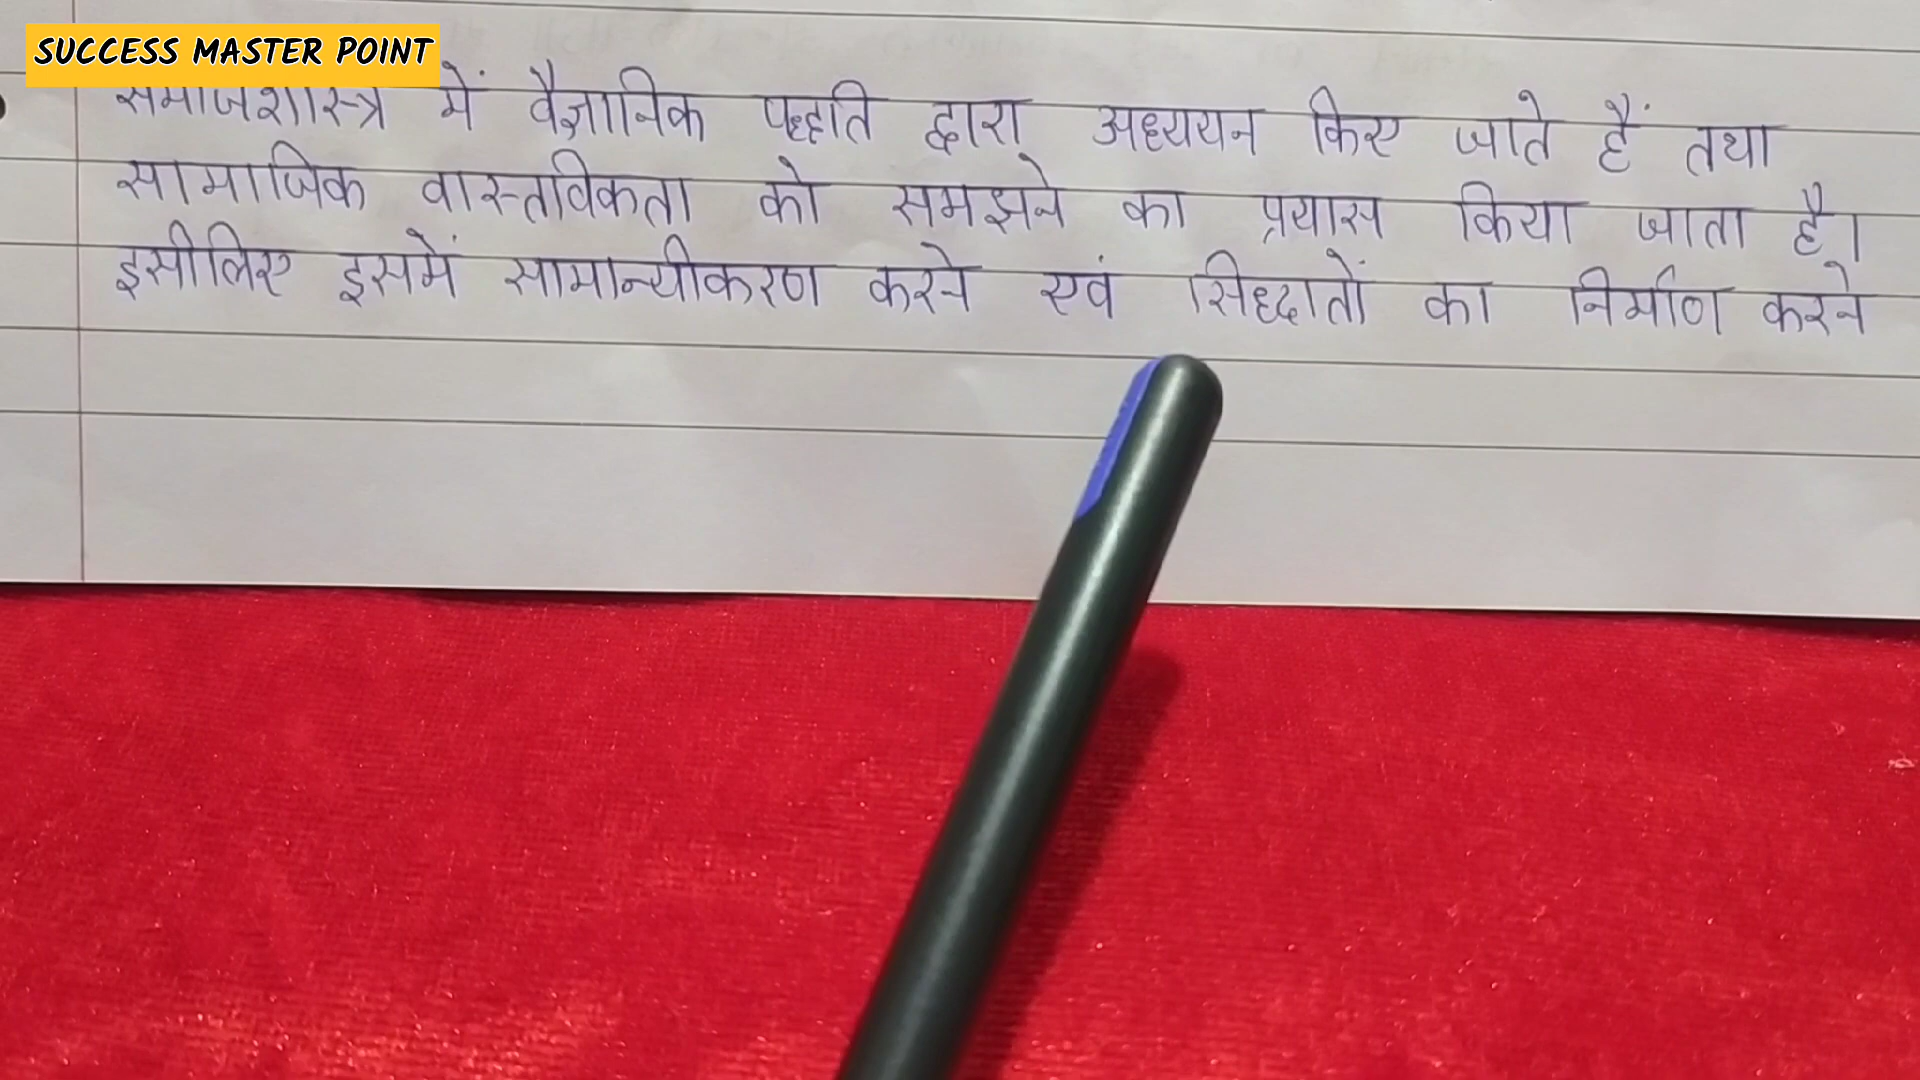 SUCCESS MASTER POINT
समाजशास्त्र में वैज्ञानिक पद्धति द्वारा अध्ययन किए जाते हैं तथा
सामाजिक वास्तविकता को समझने का प्रयास किया जाता है।
इसीलिए इसमें सामान्यीकरण करने एवं सिद्धातों का निर्माण करने